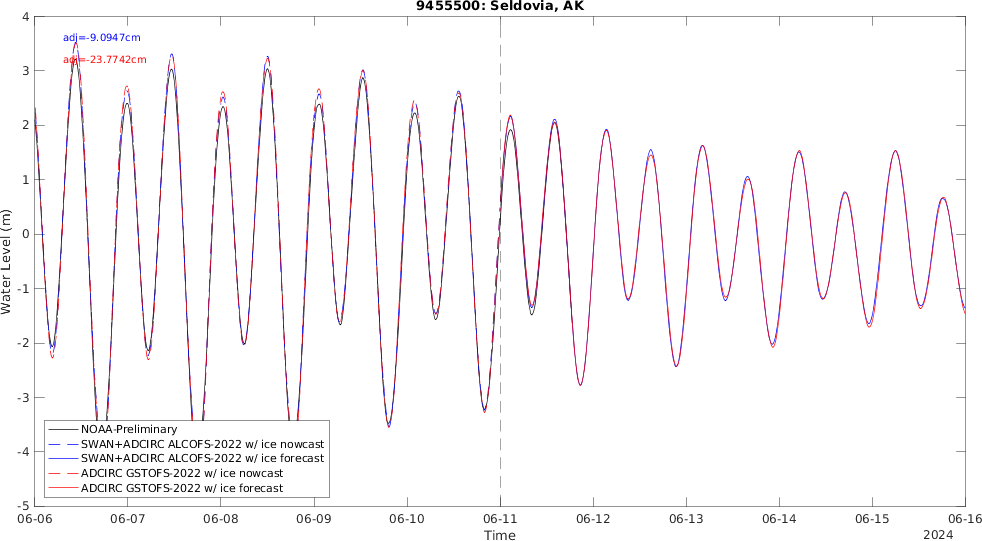 9455500: Seldovia, AK
adj=-9.0947cm
adj=-23.7742cm
Water Level (m)
4
3
2
1
0
-1
-2
-3
-4
-5
NOAA-Preliminary
SWAN+ADCIRC ALCOFS-2022 w/ ice nowcast
SWAN+ADCIRC ALCOFS-2022 w/ ice forecast
ADCIRC GSTOFS-2022 w/ ice nowcast
ADCIRC GSTOFS-2022 w/ ice forecast
06-06 06-07 06-08 06-09 06-10 06-11 06-12 06-13 06-14 06-15 06-16
Time
2024